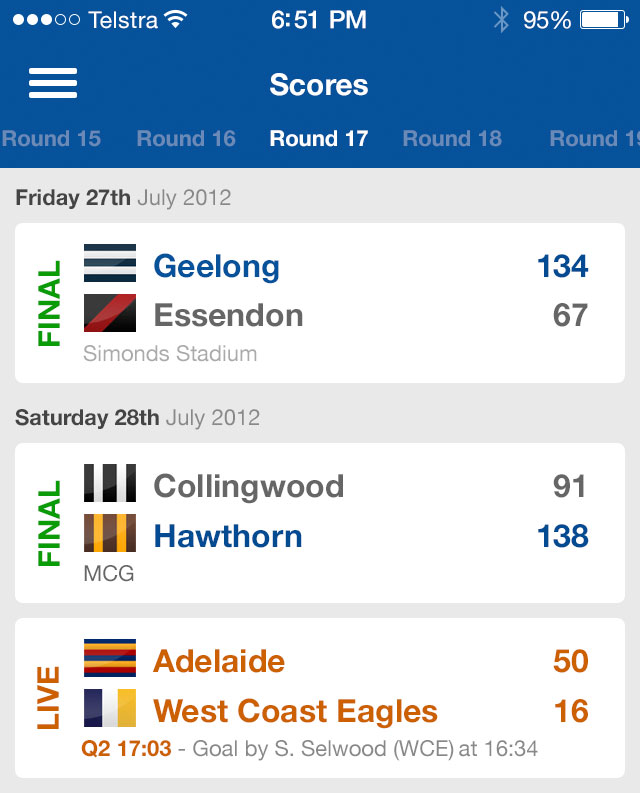 Telstra 6:51 PM 95%
Scores
Round 15 Round 16 Round 17 Round 18 Round 19
Friday 27th July 2012
FINAL
Geelong 134
Essendon 67
Simonds Stadium
Saturday 28th July 2012
FINAL
Collingwood 91
Hawthorn 138
MCG
LIVE
Adelaide 50
West Coast Eagles 16
Q2 17:03 - Goal by S. Selwood (WCE) at 16:34